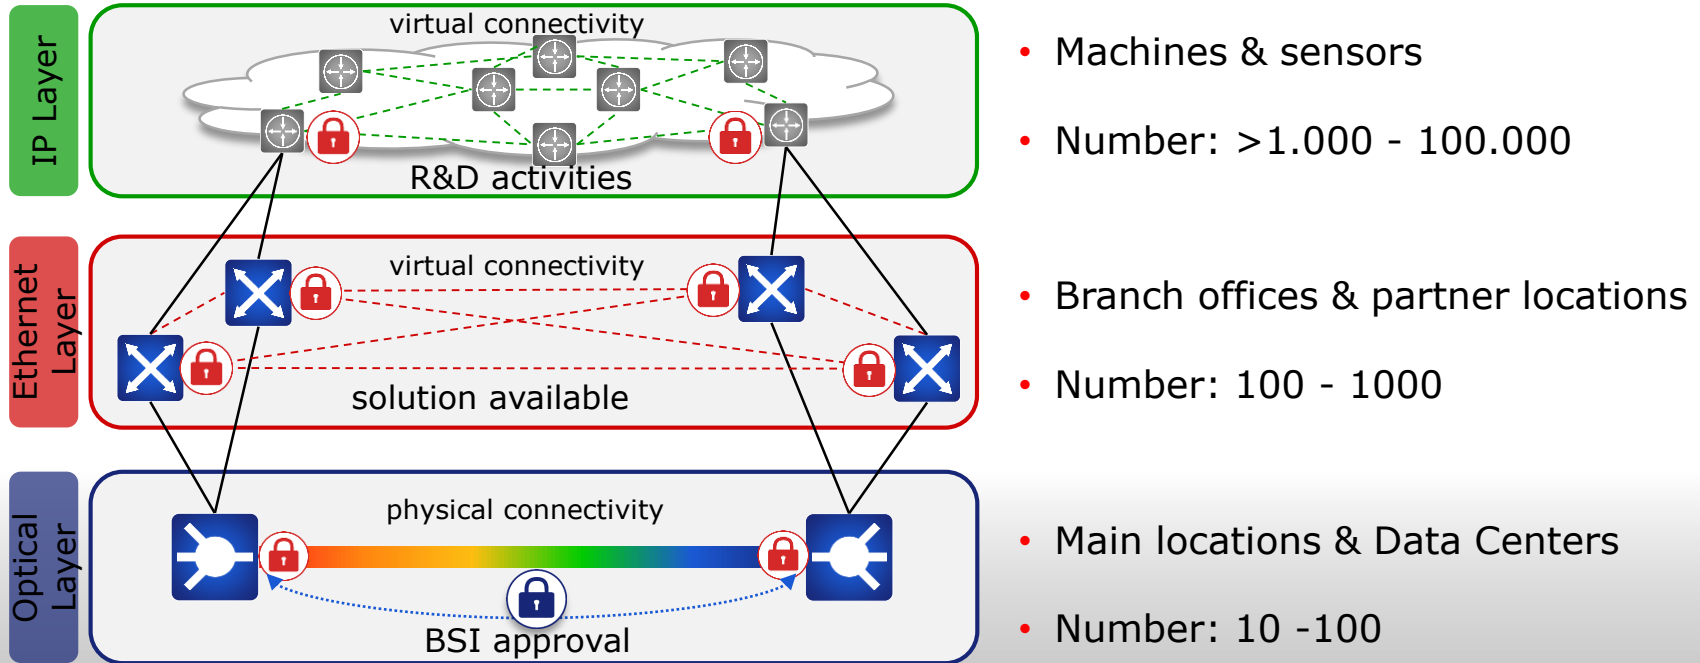 IP Layer
virtual connectivity
R&D activities
• Machines & sensors
• Number: >1.000 - 100.000
Ethernet
Layer
virtual connectivity
solution available
• Branch offices & partner locations
• Number: 100 - 1000
Optical
Layer
physical connectivity
BSI approval
• Main locations & Data Centers
• Number: 10 -100